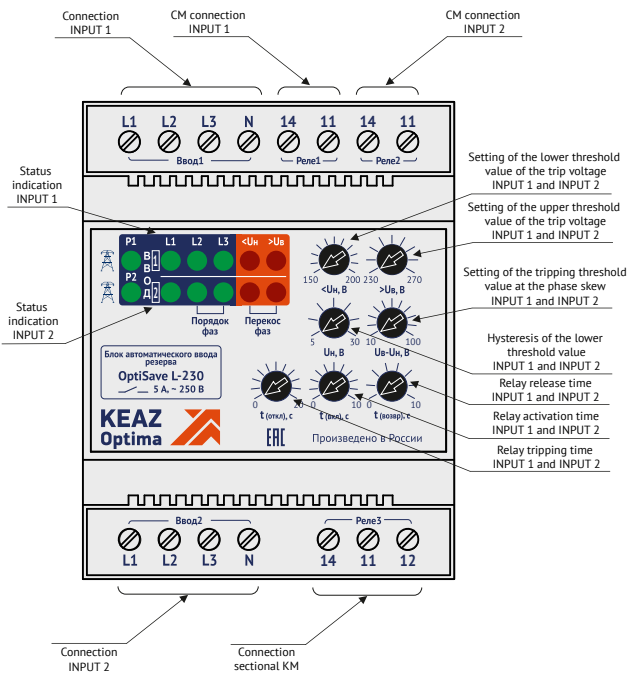 Connection
INPUT 1
CM connection
INPUT 1
CM connection
INPUT 2
L1 L2 L3 N 14 11 14 11
Ввод1 Реле1 Реле2
Status
indication
INPUT 1
Status
indication
INPUT 2
P1 L1 L2 L3 <Uн >Uв
P2
ВВОД
1
2
Порядок
фаз
Перекос
фаз
Блок автоматического ввода
резерва
OptiSave L-230
5 А, ~ 250 В
KEAZ
Optima
EAC
Произведено в России
150 200 230 270
<Uн, В >Uв, В
5 30 10 100
Uн, В Uв-Uн, В
0 0 10 0 10
t (откл), с t (вкл), с t (возвр), с
Setting of the lower threshold
value of the trip voltage
INPUT 1 and INPUT 2
Setting of the upper threshold
value of the trip voltage
INPUT 1 and INPUT 2
Setting of the tripping threshold
value at the phase skew
INPUT 1 and INPUT 2
Hysteresis of the lower
threshold value
INPUT 1 and INPUT 2
Relay release time
INPUT 1 and INPUT 2
Relay activation time
INPUT 1 and INPUT 2
Relay tripping time
INPUT 1 and INPUT 2
Ввод2 Реле3
L1 L2 L3 N 14 11 12
Connection
INPUT 2
Connection
sectional KM